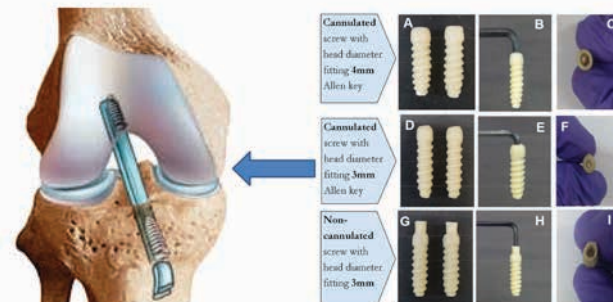 Cannulated
screw with
head diameter
fitting 4mm
Allen key
A
B
C
Cannulated
screw with
head diameter
fitting 3mm
Allen key
D
E
F
Non-
cannulated
screw with
head diameter
fitting 3mm
G
H
I